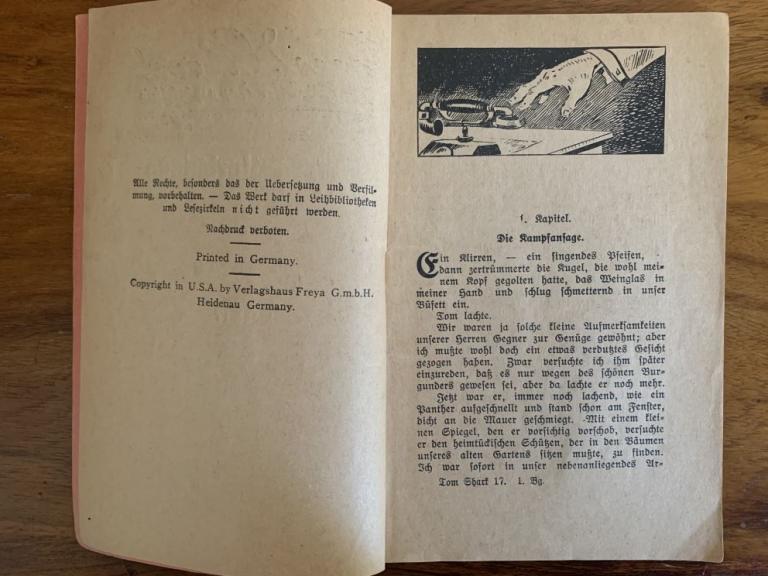 Alle Rechte, besonders das der Uebersetzung und Verfil-
mung, vorbehalten. — Das Werk darf in Leihbibliotheken
und Lesezirkeln nicht geführt werden.
Nachdruck verboten.
Printed in Germany.
Copyright in U.S.A. by Verlagshaus Freya G.m.b.H.
Heidenau Germany.
1. Kapitel.
Die Kampfansage.
Ein Klirren, — ein singendes Pfeifen,
dann zertrümmerte die Kugel, die wohl mei-
nem Kopf gegolten hatte, das Weinglas in
meiner Hand und schlug schmetternd in unser
Büfett ein.
Tom lachte.
Wir waren ja solche kleine Aufmerksamkeiten
unserer Herren Gegner zur Genüge gewöhnt; aber
ich mußte wohl doch ein etwas verdutztes Gesicht
gezogen haben. Zwar versuchte ich ihm später
einzureden, daß es nur wegen des schönen Bur-
gunders gewesen sei, aber da lachte er noch mehr.
Jetzt war er, immer noch lachend, wie ein
Panther aufgeschnellt und stand schon am Fenster,
dicht an die Mauer geschmiegt. Mit einem klei-
nen Spiegel, den er vorsichtig vorschob, versuchte
er den heimtückischen Schützen, der in den Bäumen
unseres alten Gartens sitzen mußte, zu finden.
Ich war sofort in unser nebenanliegendes Ar-
Tom Shark 17. 1. Bg.